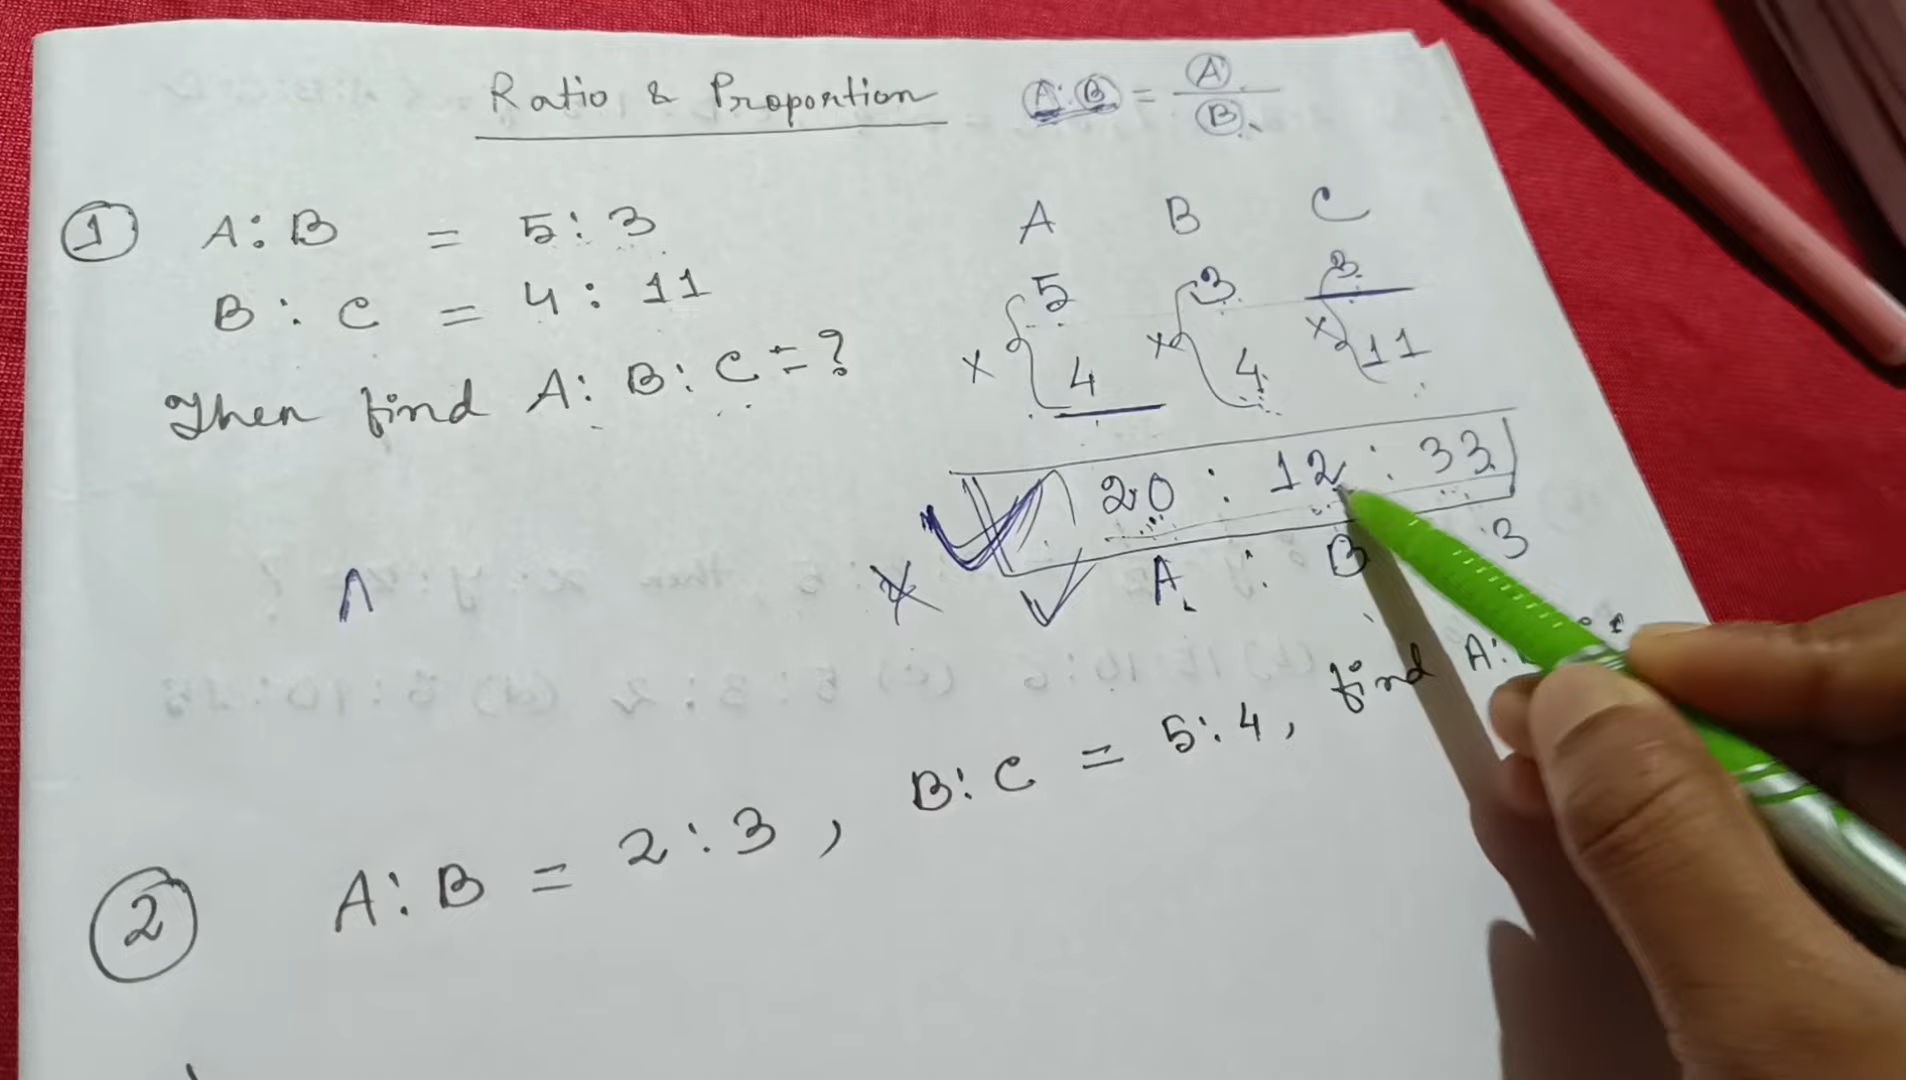 Ratio & Proportion
A:B = A/B
1 A:B = 5:3
B : C = 4 : 11
Then find A: B: C = ?
A B C
5 3 3
× × ×
4 4 11
20 : 12 : 33
A : B 3
2 A:B = 2:3 , B:C = 5:4, find A: